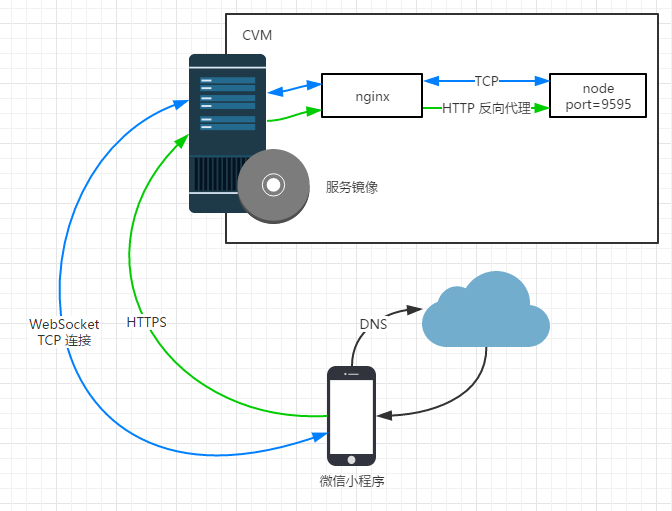 CVM
nginx
TCP
HTTP 反向代理
node
port=9595
服务镜像
WebSocket
TCP 连接
HTTPS
DNS
微信小程序